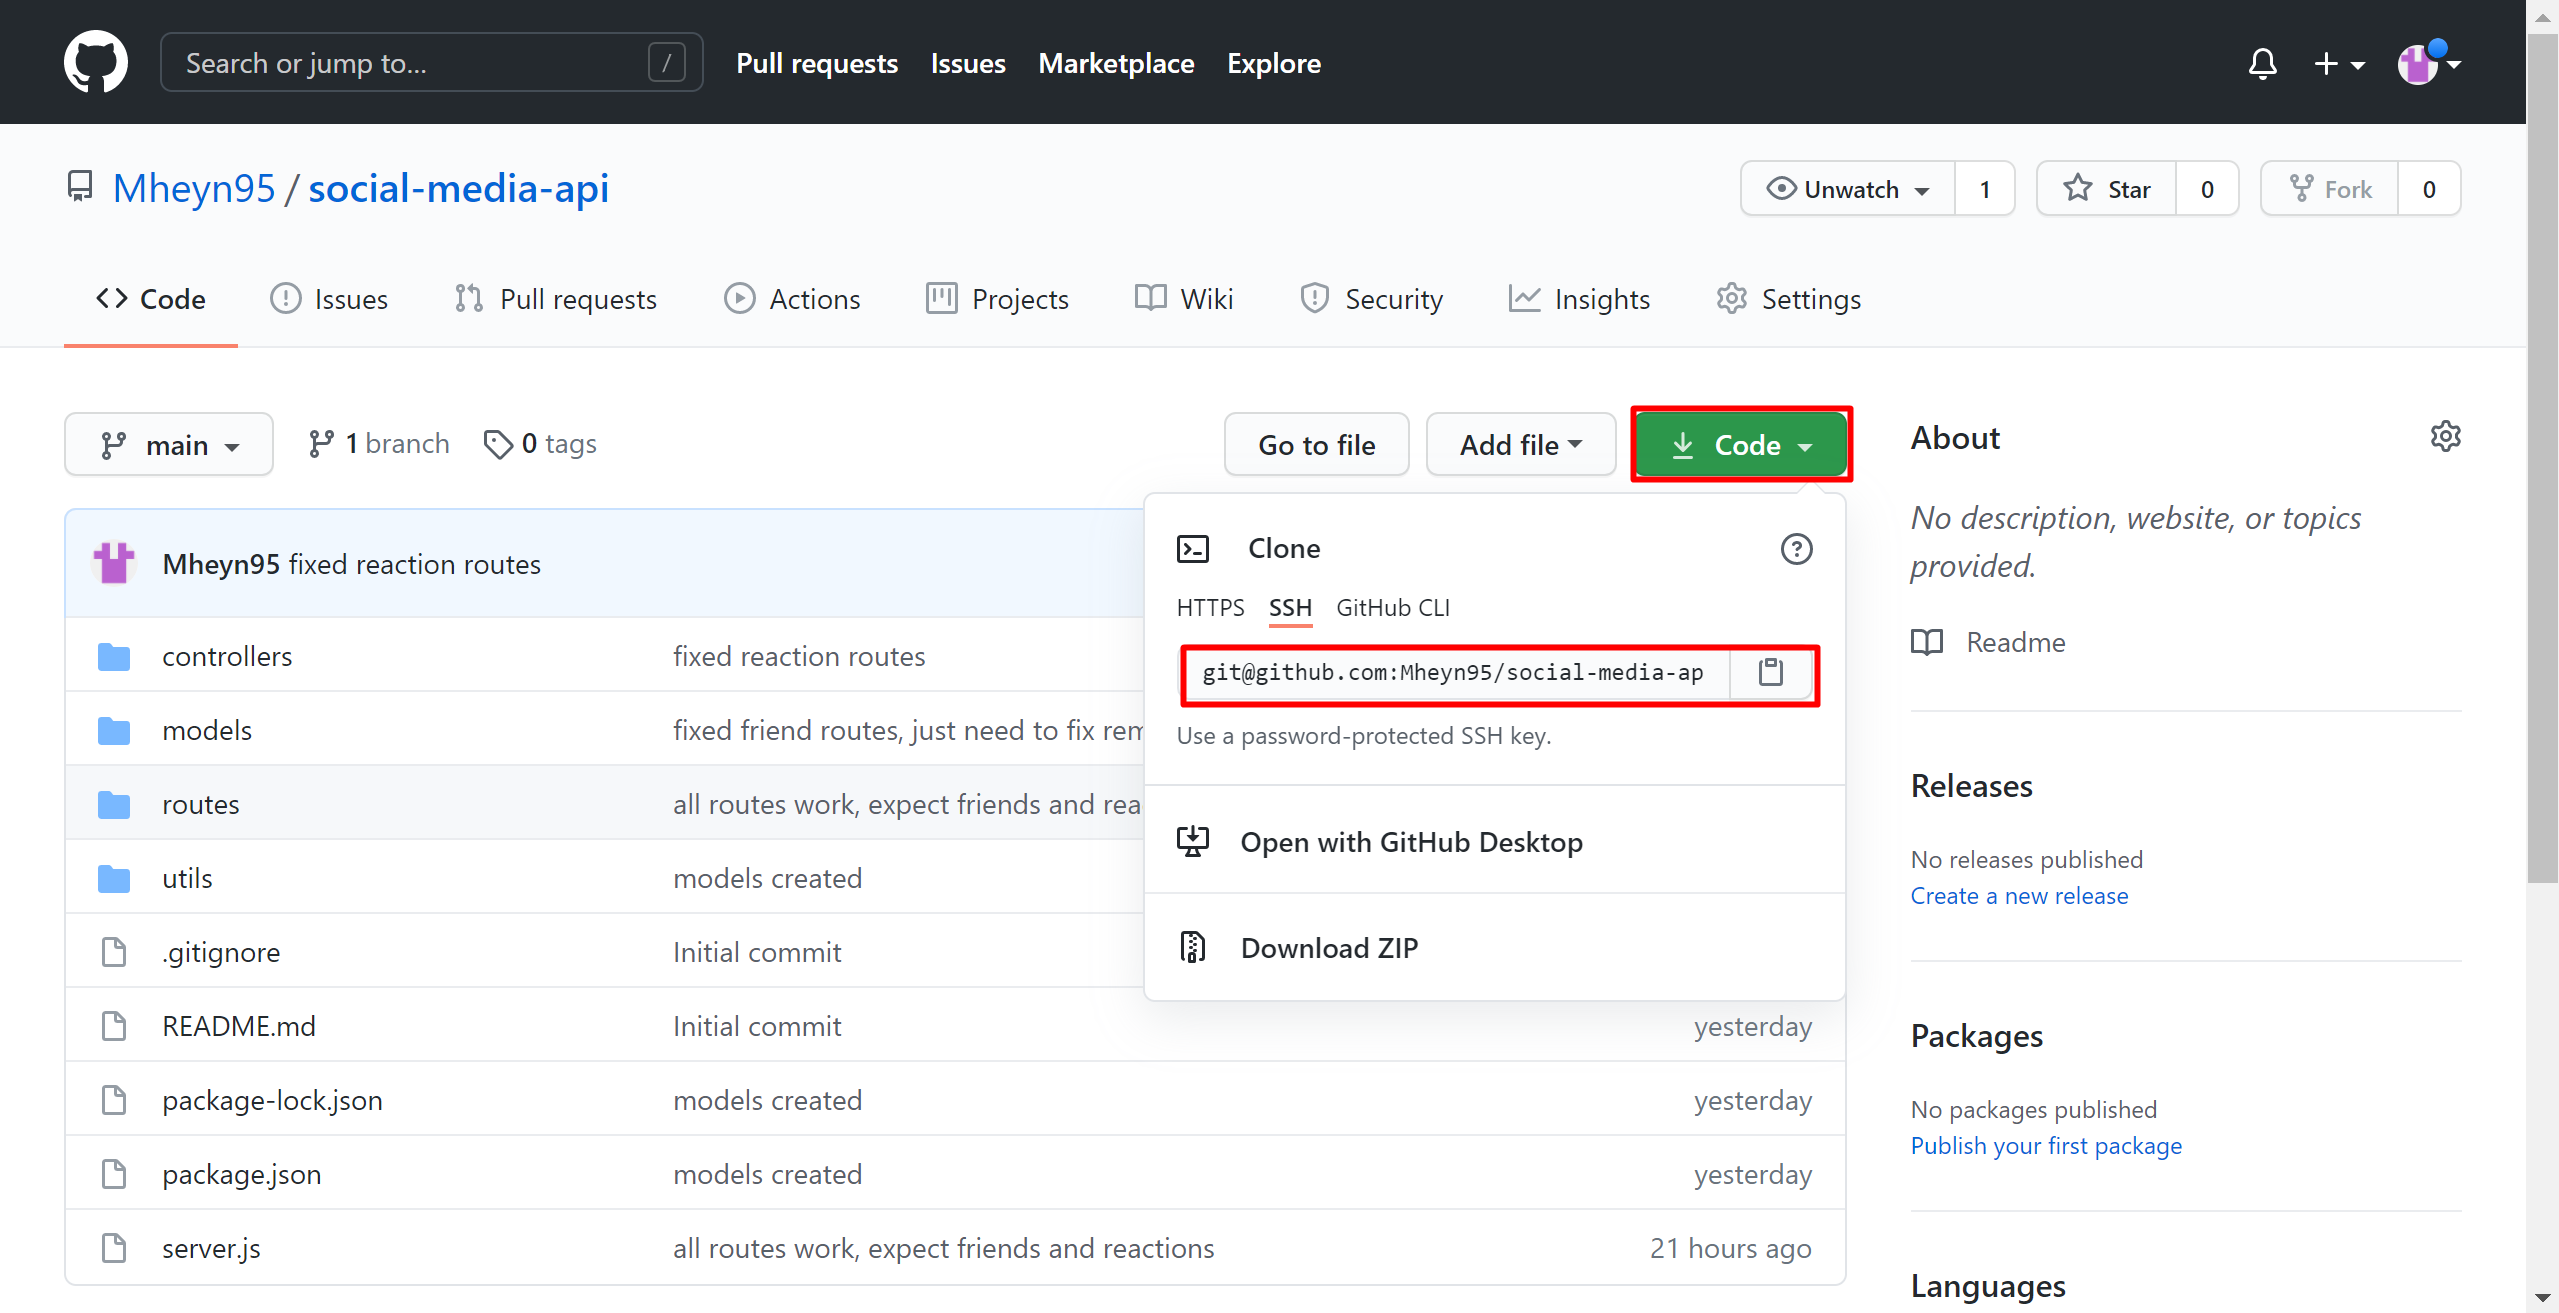 Search or jump to... /
Pull requests Issues Marketplace Explore
Mheyn95 / social-media-api
Unwatch 1 Star 0 Fork 0
Code Issues Pull requests Actions Projects Wiki Security Insights Settings
main 1 branch 0 tags
Go to file Add file Code
Mheyn95 fixed reaction routes
controllers fixed reaction routes
models fixed friend routes, just need to fix rem
routes all routes work, expect friends and rea
utils models created
.gitignore Initial commit
README.md Initial commit yesterday
package-lock.json models created yesterday
package.json models created yesterday
server.js all routes work, expect friends and reactions 21 hours ago
Clone
HTTPS SSH GitHub CLI
git@github.com:Mheyn95/social-media-ap
Use a password-protected SSH key.
Open with GitHub Desktop
Download ZIP
About
No description, website, or topics
provided.
Readme
Releases
No releases published
Create a new release
Packages
No packages published
Publish your first package
Languages